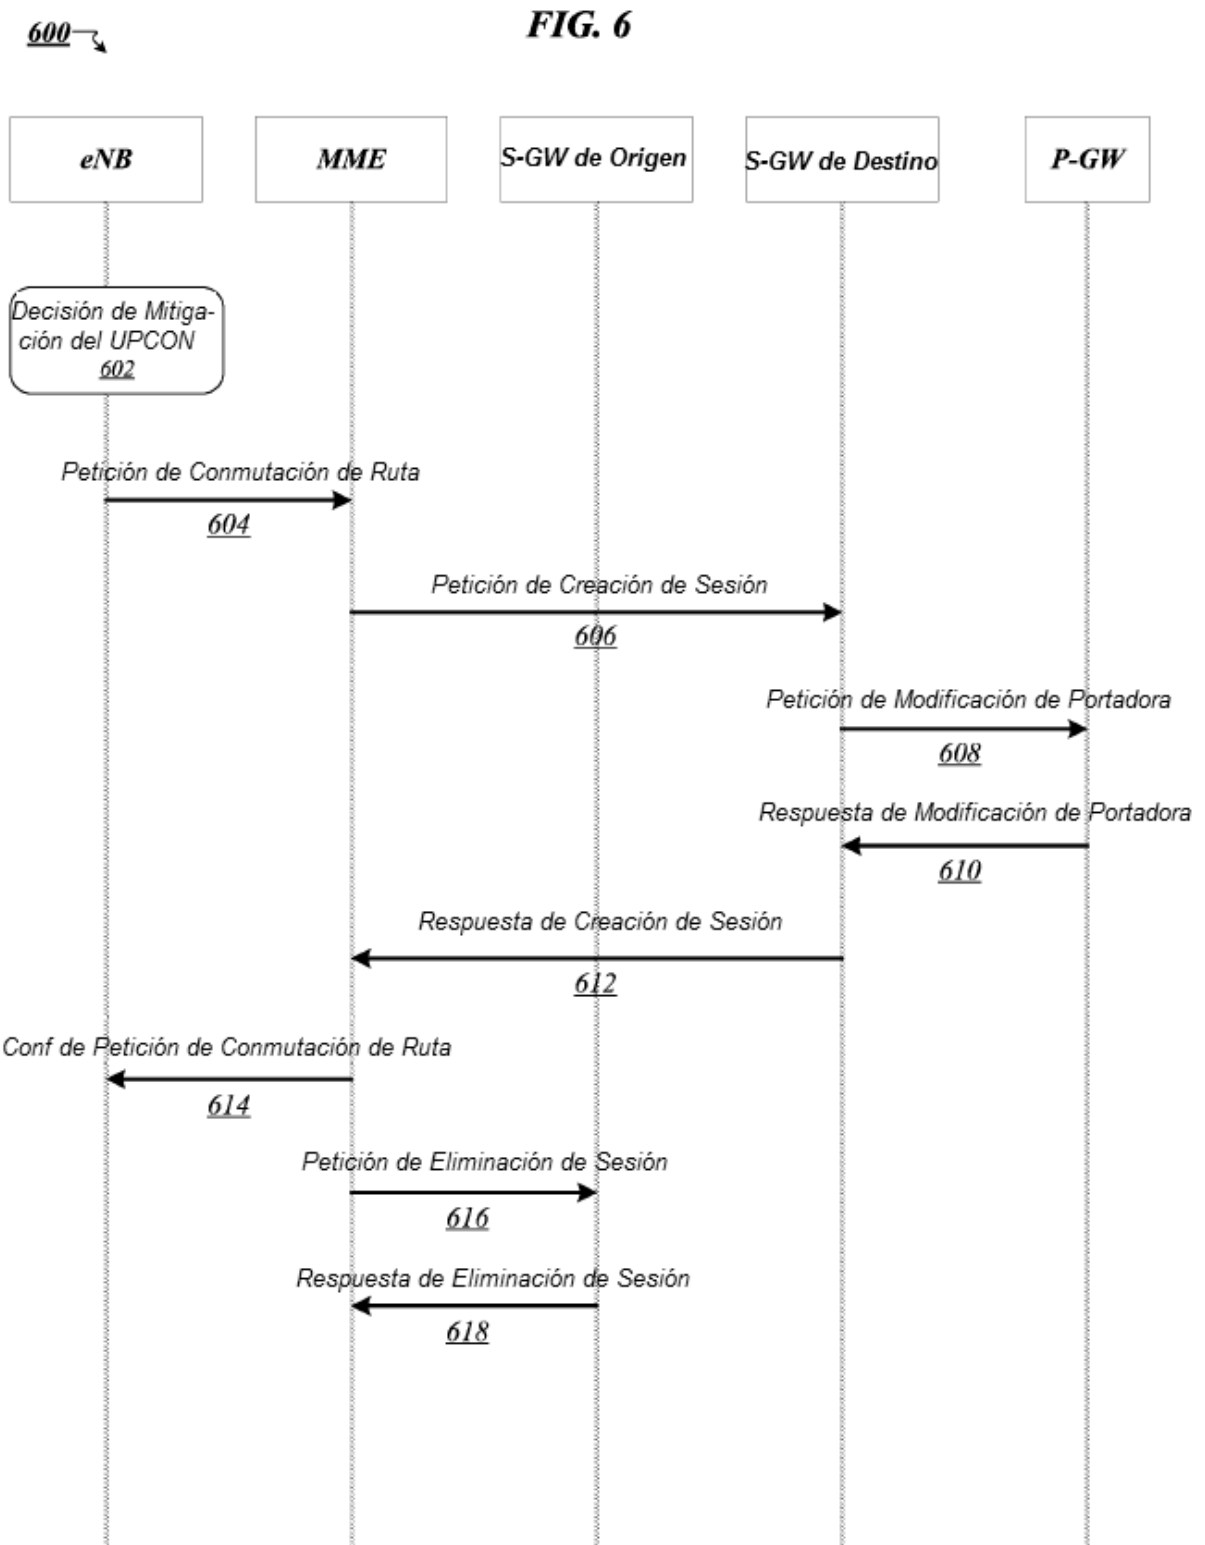 600
FIG. 6
eNB
MME
S-GW de Origen
S-GW de Destino
P-GW
Decisión de Mitiga-
ción del UPCON
602
Petición de Conmutación de Ruta
604
Petición de Creación de Sesión
606
Petición de Modificación de Portadora
608
Respuesta de Modificación de Portadora
610
Respuesta de Creación de Sesión
612
Conf de Petición de Conmutación de Ruta
614
Petición de Eliminación de Sesión
616
Respuesta de Eliminación de Sesión
618